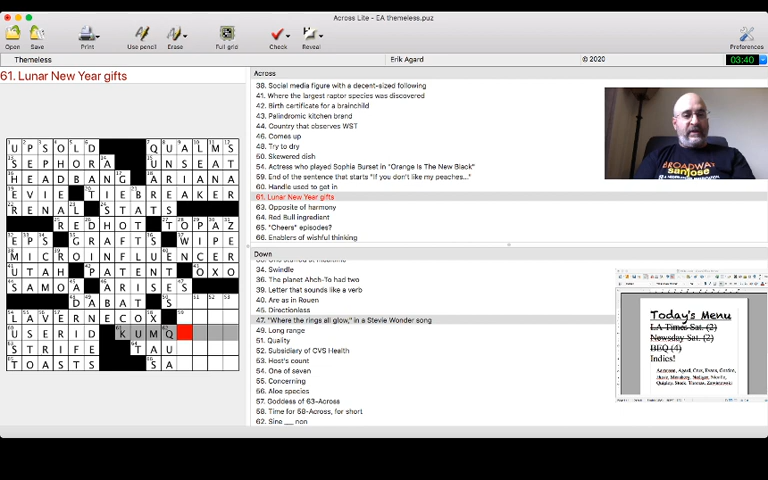 Across Lite - EA themeless.puz
Open
Save
Print
Use pencil
Erase
Full grid
Check
Reveal
Preferences
Themeless
Erik Agard
© 2020
03:40
61. Lunar New Year gifts
Across
38. Social media figure with a decent-sized following
41. Where the largest raptor species was discovered
42. Birth certificate for a brainchild
43. Palindromic kitchen brand
44. Country that observes WST
46. Comes up
48. Try to dry
50. Skewered dish
54. Actress who played Sophia Burset in "Orange Is The New Black"
59. End of the sentence that starts "If you don't like my peaches..."
60. Handle used to get in
61. Lunar New Year gifts
63. Opposite of harmony
64. Red Bull ingredient
65. "Cheers" episodes?
66. Enablers of wishful thinking
Down
34. Swindle
36. The planet Ahch-To had two
39. Letter that sounds like a verb
40. Are as in Rouen
45. Directionless
47. "Where the rings all glow," in a Stevie Wonder song
49. Long range
51. Quality
52. Subsidiary of CVS Health
53. Host's count
54. One of seven
55. Concerning
56. Aloe species
57. Goddess of 63-Across
58. Time for 58-Across, for short
62. Sine ___ non
UPSOLD QUALMS
SEPHORA UNSEAT
HEADBANG ARIANA
EVIE TIEBREAKER
RENAL STATS
REDHOT TOPAZ
EPS GRAFTS WIPE
MICROINFLUENCER
UTAH PATENT OXO
SAMOA ARISES
DABAT S
LAVERNECOX
USERID KUMQ
STRIFE TAU
TOASTS SA
BROADWAY
sanjose
Today's Menu
LA Times Sat. (2)
Newsday Sat. (2)
BEQ (4)
Indics!